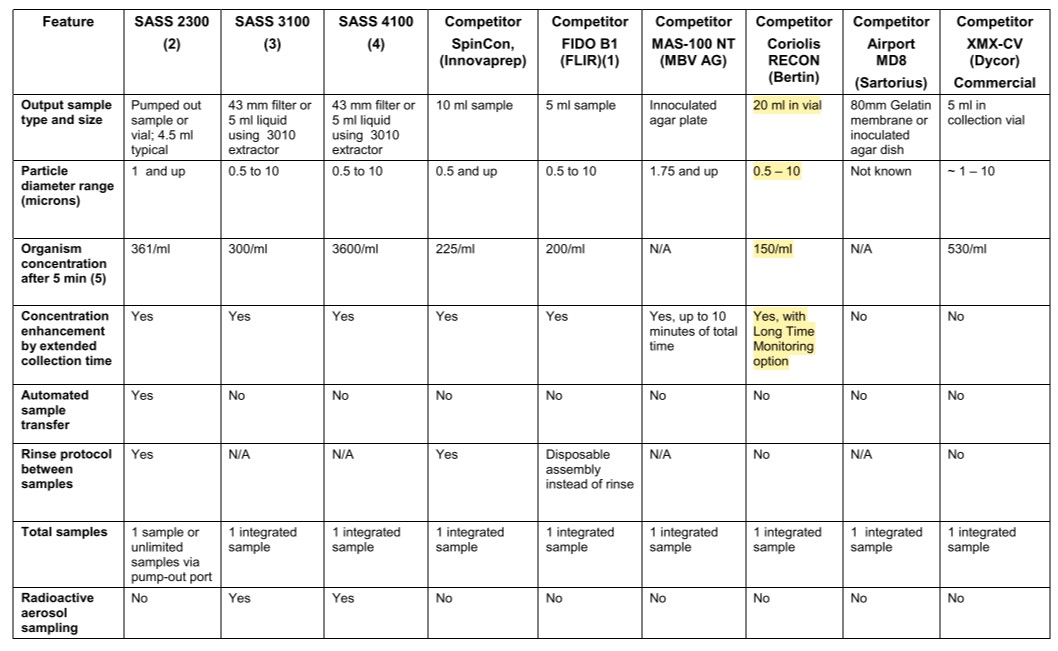 Feature
SASS 2300
(2)
SASS 3100
(3)
SASS 4100
(4)
Competitor
SpinCon,
(Innovaprep)
Competitor
FIDO B1
(FLIR)(1)
Competitor
MAS-100 NT
(MBV AG)
Competitor
Coriolis
RECON
(Bertin)
Competitor
Airport
MD8
(Sartorius)
Competitor
XMX-CV
(Dycor)
Commercial
Output sample
type and size
Pumped out
sample or
vial; 4.5 ml
typical
43 mm filter or
5 ml liquid
using 3010
extractor
43 mm filter or
5 ml liquid
using 3010
extractor
10 ml sample
5 ml sample
Innoculated
agar plate
20 ml in vial
80mm Gelatin
membrane or
inoculated
agar dish
5 ml in
collection vial
Particle
diameter range
(microns)
1 and up
0.5 to 10
0.5 to 10
0.5 and up
0.5 to 10
1.75 and up
0.5 – 10
Not known
~ 1 – 10
Organism
concentration
after 5 min (5)
361/ml
300/ml
3600/ml
225/ml
200/ml
N/A
150/ml
N/A
530/ml
Concentration
enhancement
by extended
collection time
Yes
Yes
Yes
Yes
Yes
Yes, up to 10
minutes of total
time
Yes, with
Long Time
Monitoring
option
No
No
Automated
sample
transfer
Yes
No
No
No
No
No
No
No
No
Rinse protocol
between
samples
Yes
N/A
N/A
Yes
Disposable
assembly
instead of rinse
N/A
No
N/A
No
Total samples
1 sample or
unlimited
samples via
pump-out port
1 integrated
sample
1 integrated
sample
1 integrated
sample
1 integrated
sample
1 integrated
sample
1 integrated
sample
1 integrated
sample
1 integrated
sample
Radioactive
aerosol
sampling
No
Yes
Yes
No
No
No
No
No
No